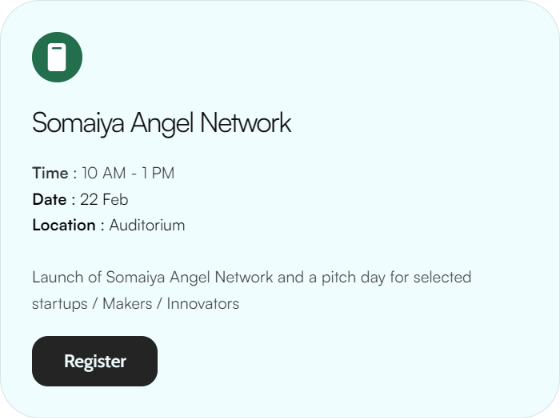 Somaiya Angel Network
Time : 10 AM - 1 PM
Date : 22 Feb
Location : Auditorium
Launch of Somaiya Angel Network and a pitch day for selected
startups / Makers / Innovators
Register